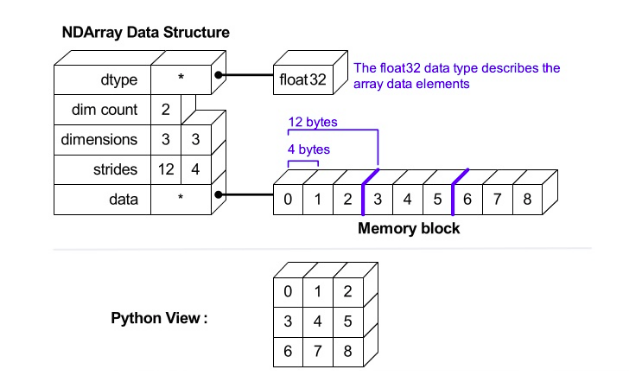 NDArray Data Structure
dtype *
float32
The float32 data type describes the
array data elements
dim count 2
dimensions 3 3
strides 12 4
data *
12 bytes
4 bytes
0 1 2 3 4 5 6 7 8
Memory block
Python View :
0 1 2
3 4 5
6 7 8